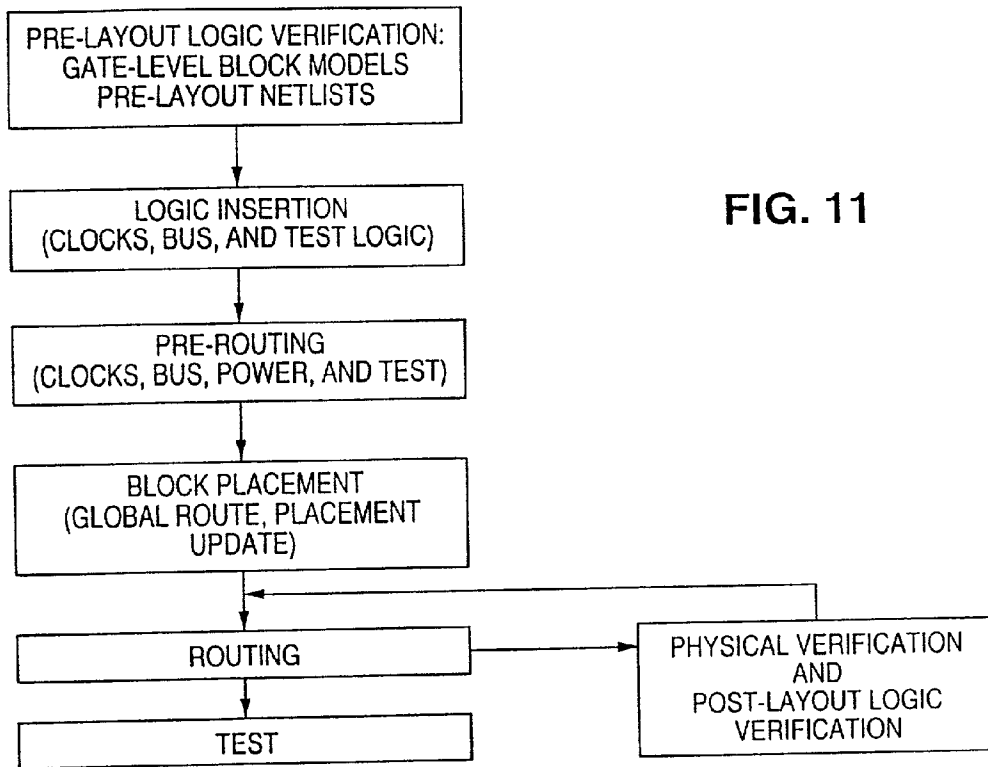 PRE-LAYOUT LOGIC VERIFICATION:
GATE-LEVEL BLOCK MODELS
PRE-LAYOUT NETLISTS
LOGIC INSERTION
(CLOCKS, BUS, AND TEST LOGIC)
FIG. 11
PRE-ROUTING
(CLOCKS, BUS, POWER, AND TEST)
BLOCK PLACEMENT
(GLOBAL ROUTE, PLACEMENT
UPDATE)
ROUTING
PHYSICAL VERIFICATION
AND
POST-LAYOUT LOGIC
VERIFICATION
TEST